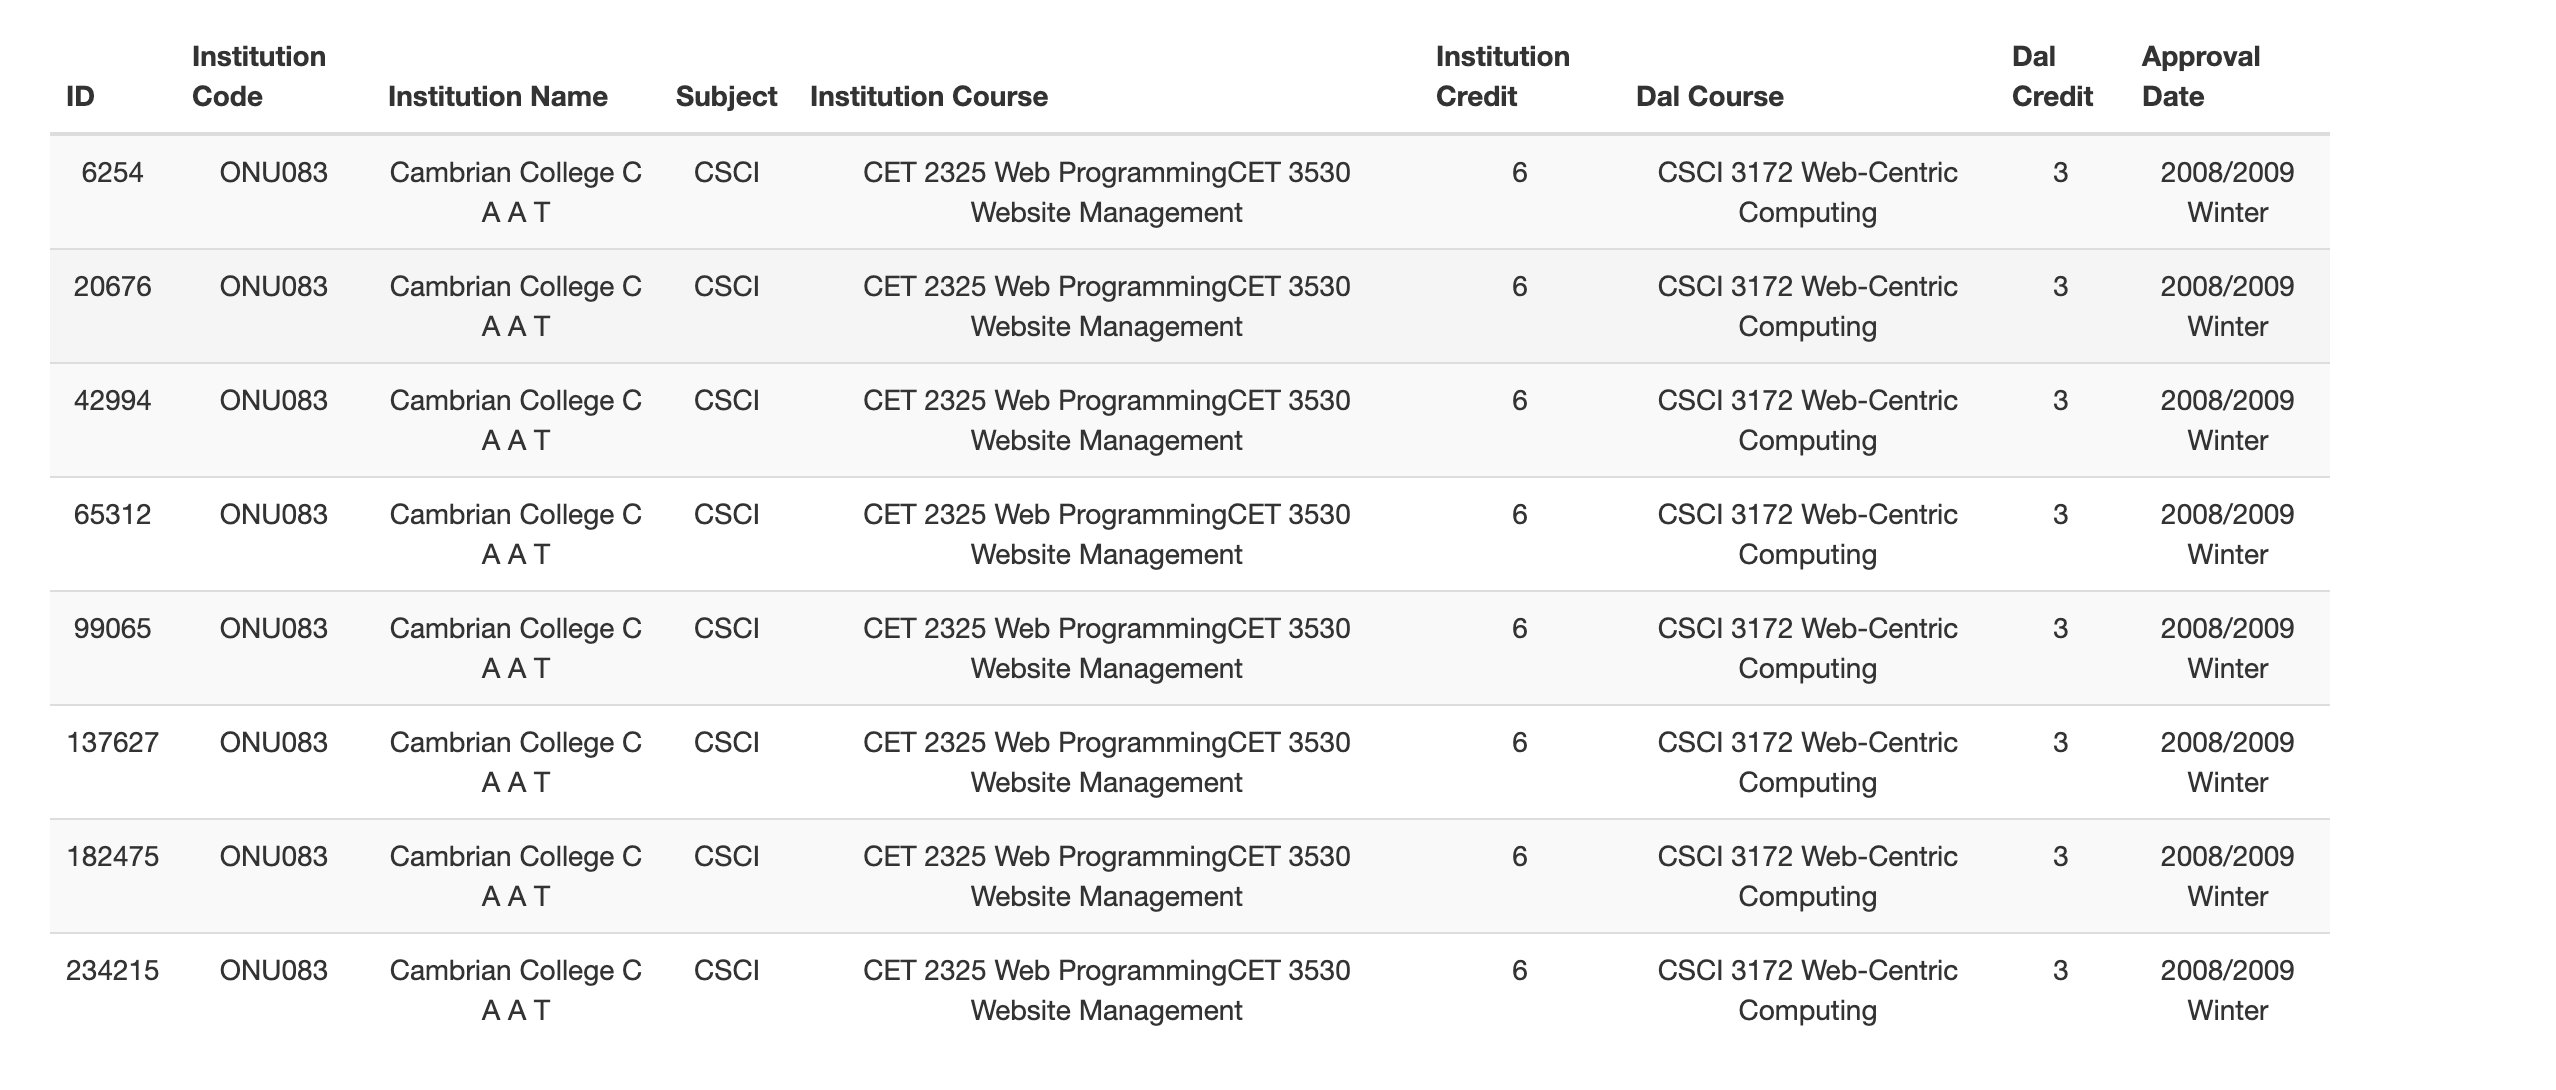 ID Institution Code Institution Name Subject Institution Course Institution Credit Dal Course Dal Credit Approval Date
6254 ONU083 Cambrian College C CSCI CET 2325 Web ProgrammingCET 3530 6 CSCI 3172 Web-Centric 3 2008/2009
A A T Website Management Computing Winter
20676 ONU083 Cambrian College C CSCI CET 2325 Web ProgrammingCET 3530 6 CSCI 3172 Web-Centric 3 2008/2009
A A T Website Management Computing Winter
42994 ONU083 Cambrian College C CSCI CET 2325 Web ProgrammingCET 3530 6 CSCI 3172 Web-Centric 3 2008/2009
A A T Website Management Computing Winter
65312 ONU083 Cambrian College C CSCI CET 2325 Web ProgrammingCET 3530 6 CSCI 3172 Web-Centric 3 2008/2009
A A T Website Management Computing Winter
99065 ONU083 Cambrian College C CSCI CET 2325 Web ProgrammingCET 3530 6 CSCI 3172 Web-Centric 3 2008/2009
A A T Website Management Computing Winter
137627 ONU083 Cambrian College C CSCI CET 2325 Web ProgrammingCET 3530 6 CSCI 3172 Web-Centric 3 2008/2009
A A T Website Management Computing Winter
182475 ONU083 Cambrian College C CSCI CET 2325 Web ProgrammingCET 3530 6 CSCI 3172 Web-Centric 3 2008/2009
A A T Website Management Computing Winter
234215 ONU083 Cambrian College C CSCI CET 2325 Web ProgrammingCET 3530 6 CSCI 3172 Web-Centric 3 2008/2009
A A T Website Management Computing Winter